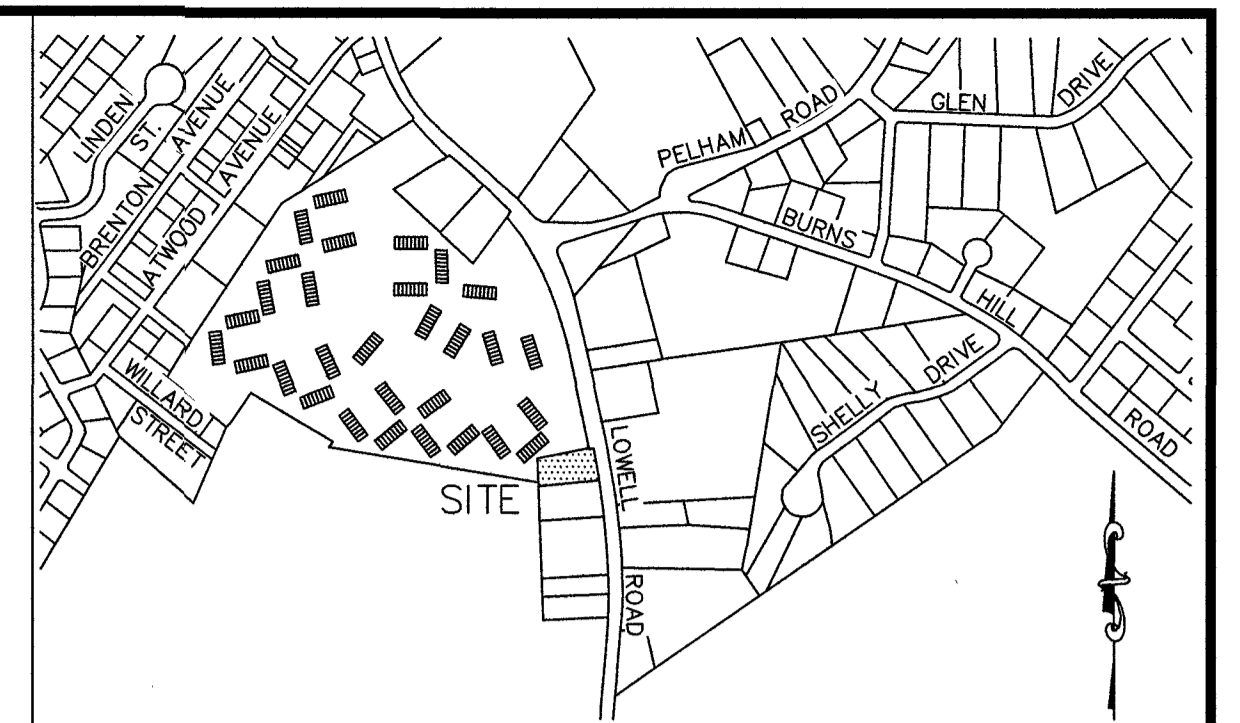 LINDEN
ST.
BRENTON AVENUE
ATWOOD AVENUE
WILLARD
STREET
PELHAM ROAD
GLEN DRIVE
BURNS HILL ROAD
SHELLY DRIVE
LOWELL ROAD
SITE